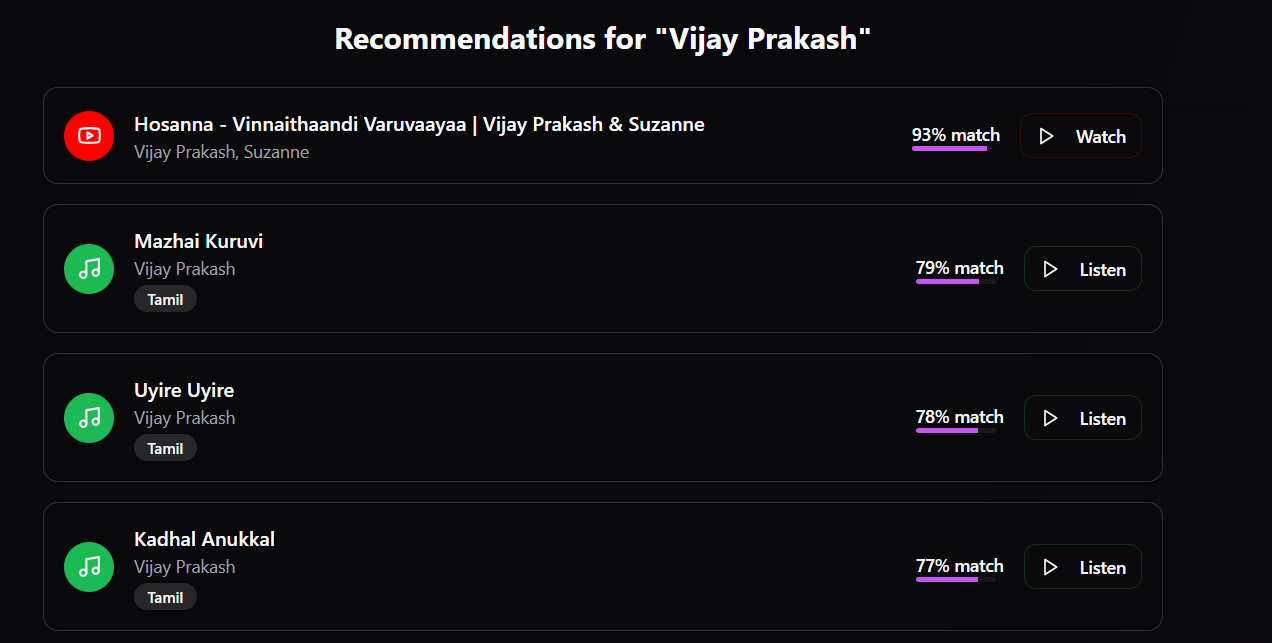 Recommendations for "Vijay Prakash"
Hosanna - Vinnaithaandi Varuvaayaa | Vijay Prakash & Suzanne
Vijay Prakash, Suzanne
93% match
Watch
Mazhai Kuruvi
Vijay Prakash
Tamil
79% match
Listen
Uyire Uyire
Vijay Prakash
Tamil
78% match
Listen
Kadhal Anukkal
Vijay Prakash
Tamil
77% match
Listen